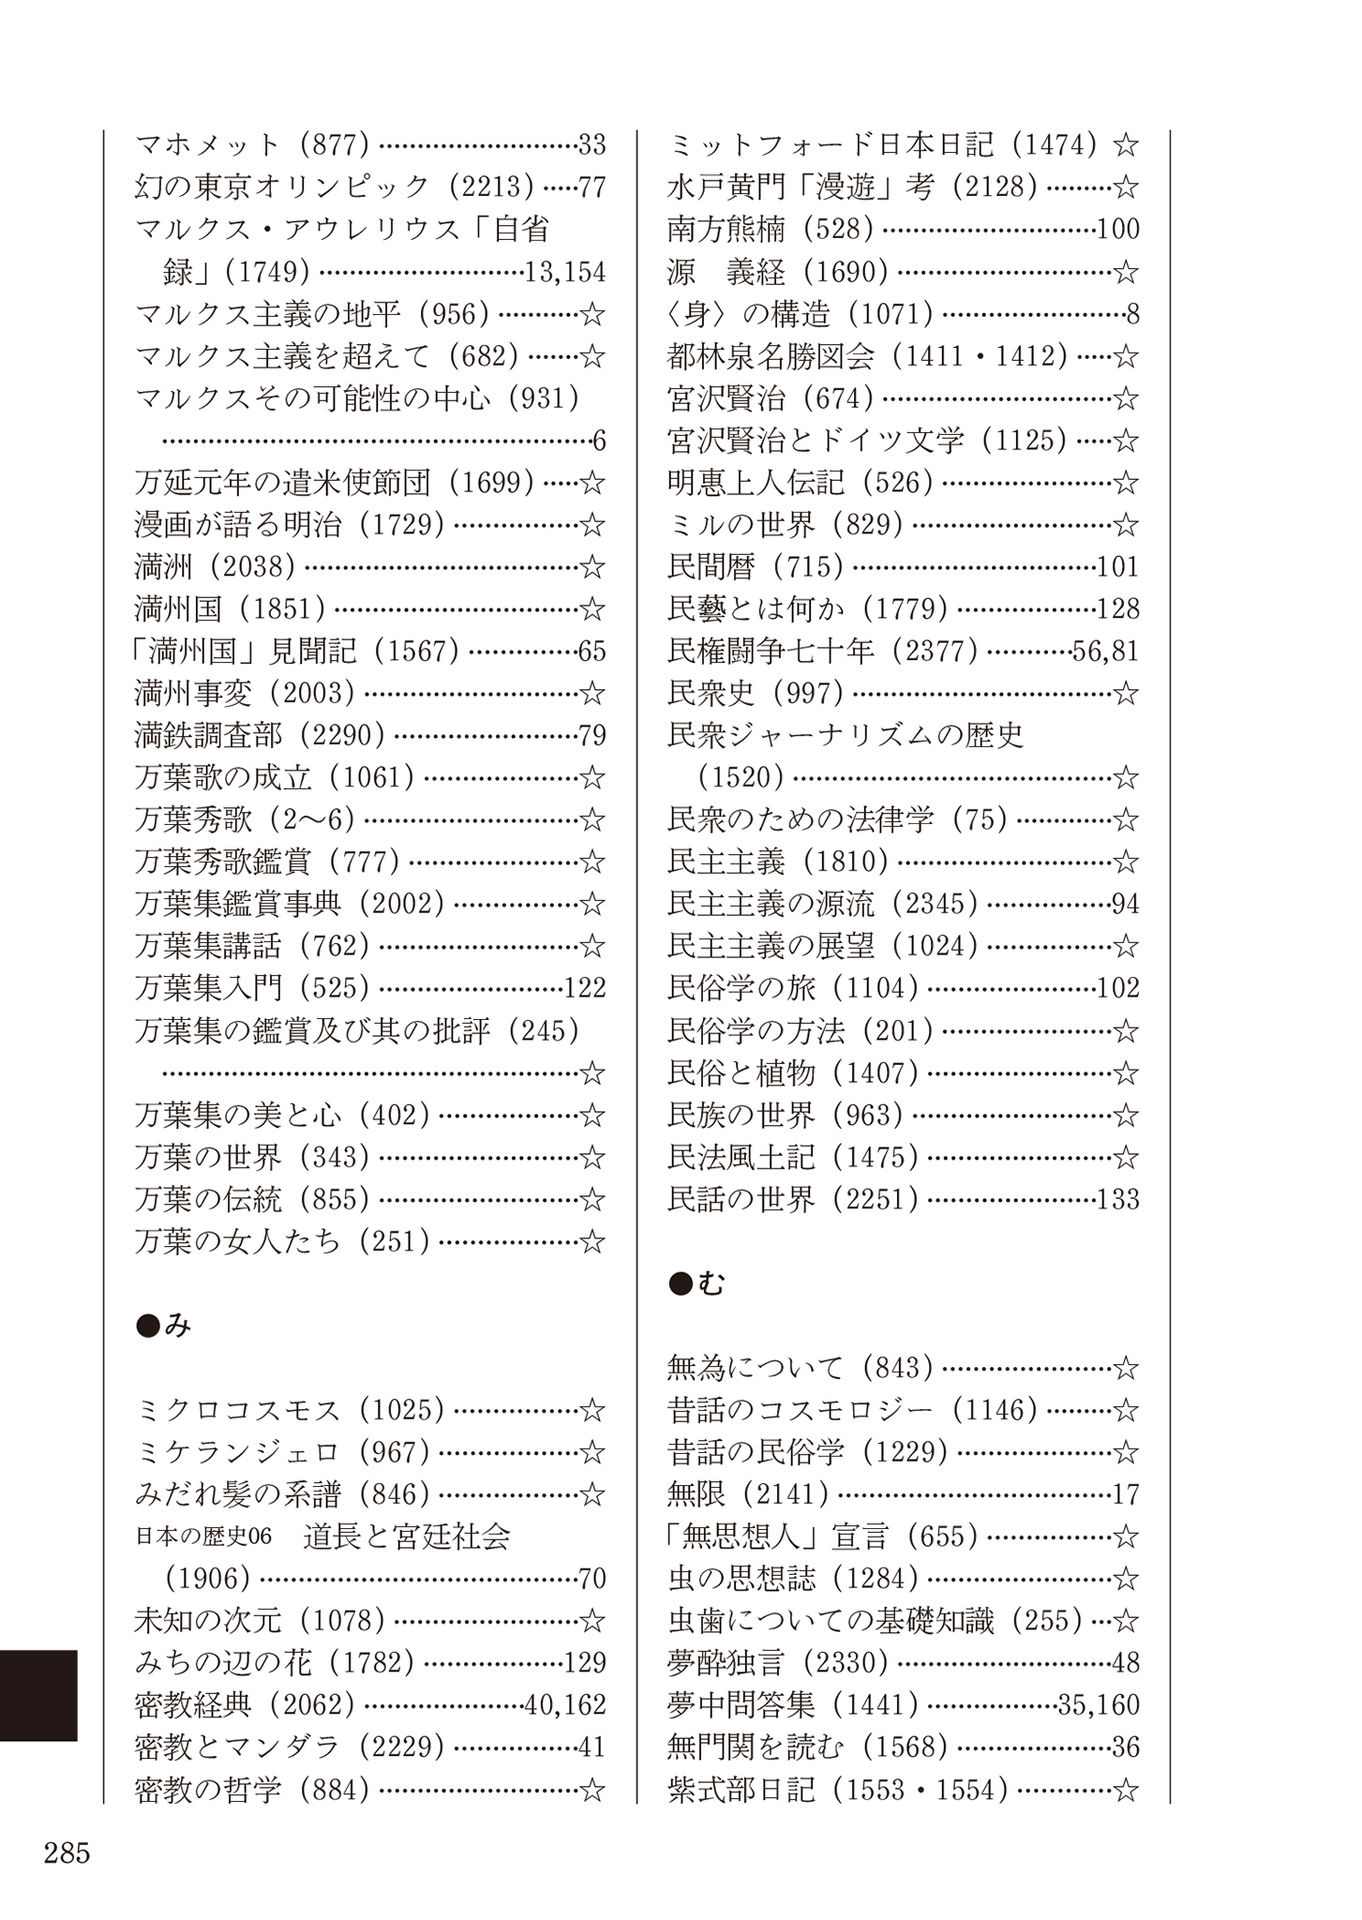 マホメット（877）………………………33
幻の東京オリンピック（2213）……77
マルクス・アウレリウス「自省
録」（1749）………………………13,154
マルクス主義の地平（956）…………☆
マルクス主義を超えて（682）………☆
マルクスその可能性の中心（931）
…………………………………………………6
万延元年の遣米使節団（1699）……☆
漫画が語る明治（1729）………………☆
満洲（2038）………………………………☆
満州国（1851）……………………………☆
「満州国」見聞記（1567）……………65
満州事変（2003）…………………………☆
満鉄調査部（2290）……………………79
万葉歌の成立（1061）…………………☆
万葉秀歌（2～6）…………………………☆
万葉秀歌鑑賞（777）……………………☆
万葉集鑑賞事典（2002）………………☆
万葉集講話（762）………………………☆
万葉集入門（525）……………………122
万葉集の鑑賞及び其の批評（245）
…………………………………………………☆
万葉集の美と心（402）…………………☆
万葉の世界（343）………………………☆
万葉の伝統（855）………………………☆
万葉の女人たち（251）…………………☆
●み
ミクロコスモス（1025）………………☆
ミケランジェロ（967）…………………☆
みだれ髪の系譜（846）…………………☆
日本の歴史06　道長と宮廷社会
（1906）……………………………………70
未知の次元（1078）……………………☆
みちの辺の花（1782）………………129
密教経典（2062）…………………40,162
密教とマンダラ（2229）………………41
密教の哲学（884）………………………☆
ミットフォード日本日記（1474）☆
水戸黄門「漫遊」考（2128）………☆
南方熊楠（528）………………………100
源　義経（1690）…………………………☆
〈身〉の構造（1071）……………………8
都林泉名勝図会（1411・1412）……☆
宮沢賢治（674）…………………………☆
宮沢賢治とドイツ文学（1125）……☆
明恵上人伝記（526）……………………☆
ミルの世界（829）………………………☆
民間暦（715）…………………………101
民藝とは何か（1779）………………128
民権闘争七十年（2377）…………56,81
民衆史（997）……………………………☆
民衆ジャーナリズムの歴史
（1520）……………………………………☆
民衆のための法律学（75）……………☆
民主主義（1810）…………………………☆
民主主義の源流（2345）………………94
民主主義の展望（1024）………………☆
民俗学の旅（1104）…………………102
民俗学の方法（201）……………………☆
民俗と植物（1407）……………………☆
民族の世界（963）………………………☆
民法風土記（1475）……………………☆
民話の世界（2251）…………………133
●む
無為について（843）……………………☆
昔話のコスモロジー（1146）………☆
昔話の民俗学（1229）…………………☆
無限（2141）………………………………17
「無思想人」宣言（655）………………☆
虫の思想誌（1284）……………………☆
虫歯についての基礎知識（255）…☆
夢酔独言（2330）…………………………48
夢中問答集（1441）………………35,160
無門関を読む（1568）…………………36
紫式部日記（1553・1554）……………☆
285